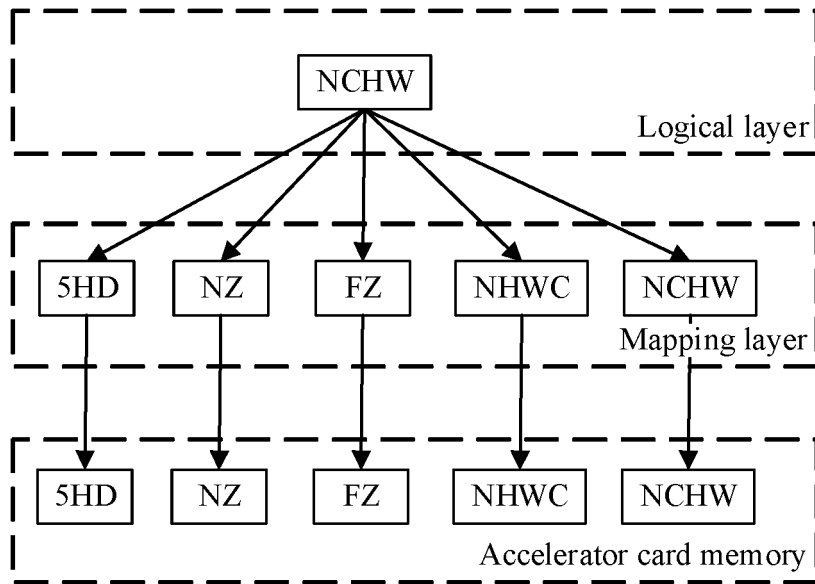 NCHW
Logical layer
5HD NZ FZ NHWC NCHW
Mapping layer
5HD NZ FZ NHWC NCHW
Accelerator card memory